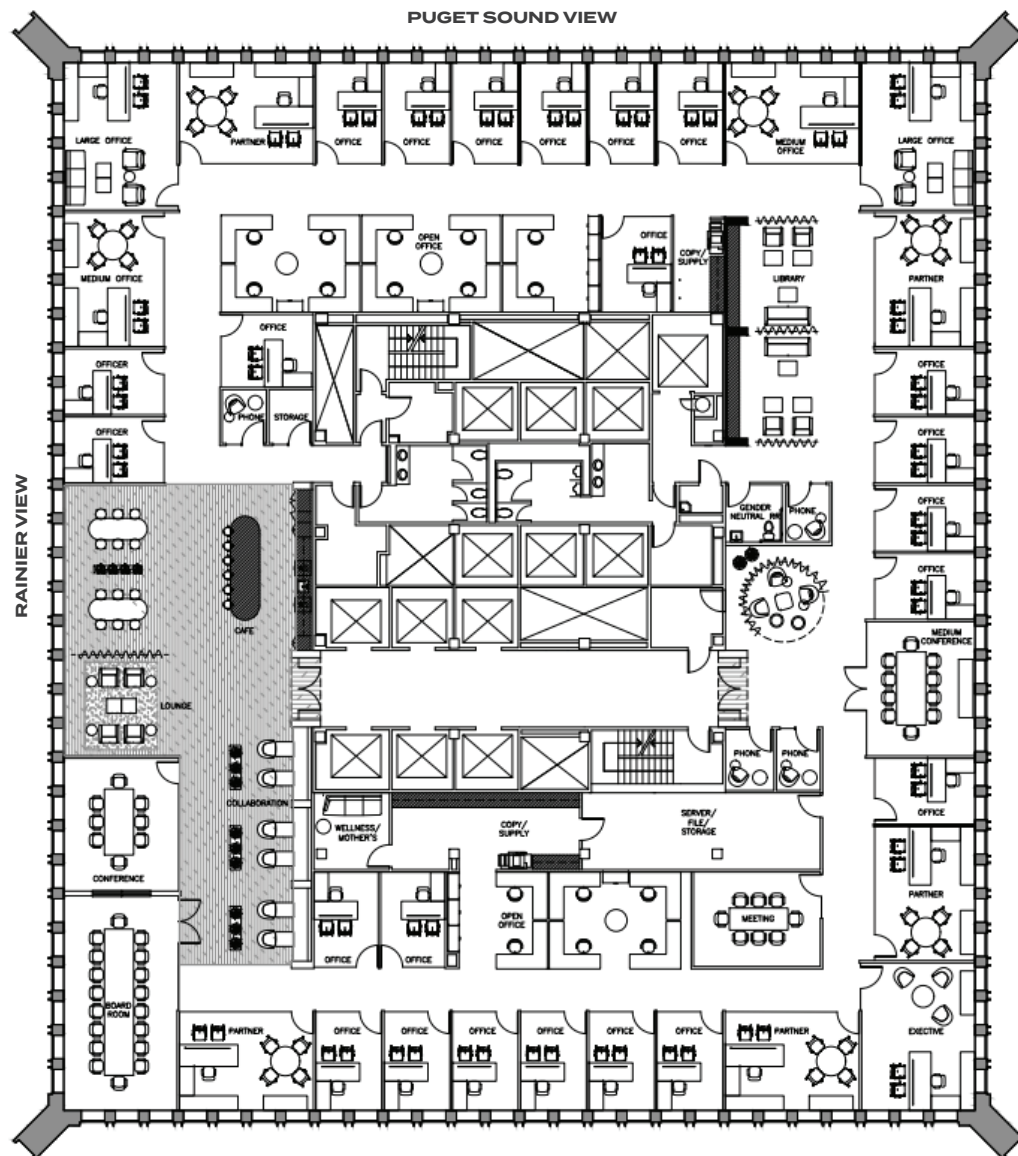 PUGET SOUND VIEW
LARGE OFFICE
PARTNER
OFFICE
OFFICE
OFFICE
OFFICE
OFFICE
OFFICE
MEDIUM
OFFICE
LARGE OFFICE
MEDIUM OFFICE
OPEN
OFFICE
OFFICE
COPY/
SUPPLY
LIBRARY
PARTNER
OFFICE
OFFICER
OFFICE
PHONE
STORAGE
OFFICER
OFFICE
RAINIER VIEW
GENDER
NEUTRAL RR
PHONE
OFFICE
CAFE
OFFICE
MEDIUM
CONFERENCE
LOUNGE
PHONE
PHONE
COLLABORATION
WELLNESS/
MOTHER'S
COPY/
SUPPLY
SERVER/
FILE/
STORAGE
OFFICE
CONFERENCE
PARTNER
OPEN
OFFICE
MEETING
OFFICE
OFFICE
BOARD
ROOM
PARTNER
OFFICE
OFFICE
OFFICE
OFFICE
OFFICE
OFFICE
PARTNER
EXECTIVE